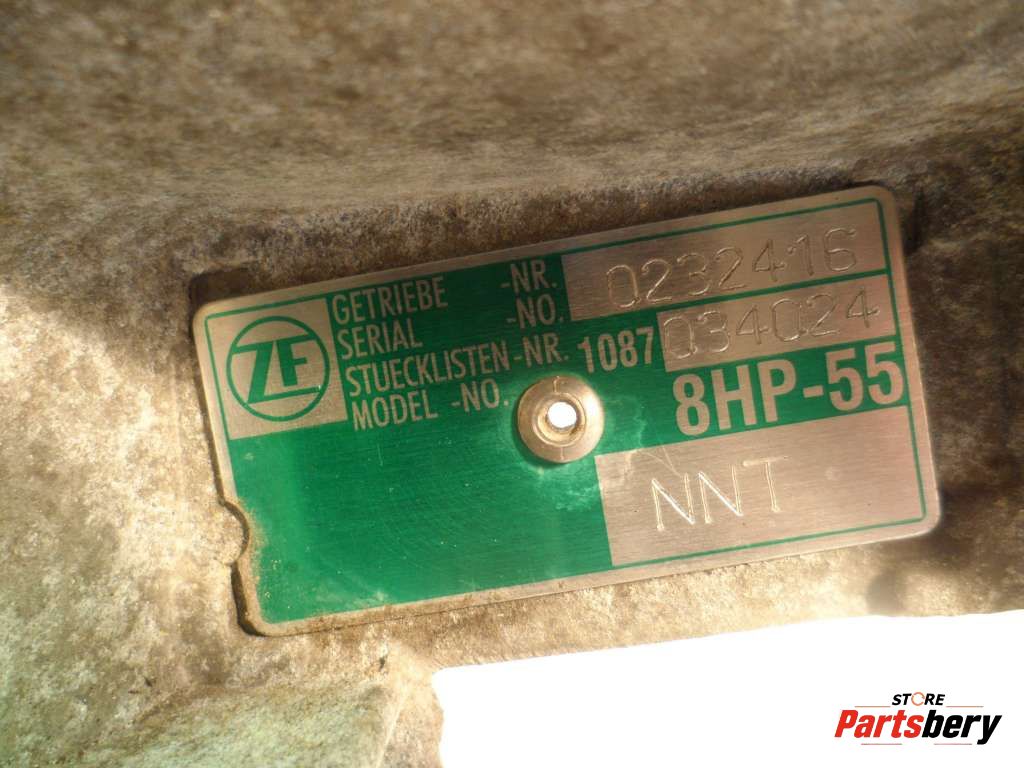 ZF
GETRIEBE -NR. 0232416
SERIAL -NO.
STUECKLISTEN-NR. 1087 034024
MODEL -NO.
8HP-55
NNT
STORE
Partsbery